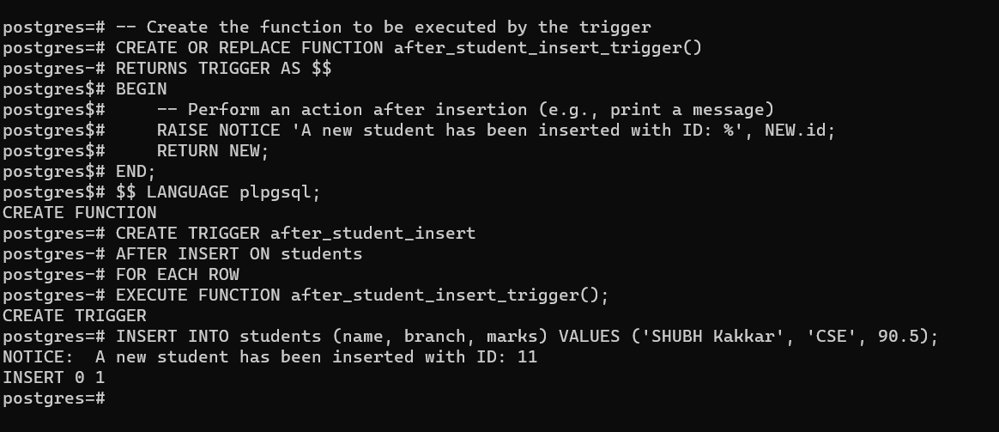 postgres=# -- Create the function to be executed by the trigger
postgres=# CREATE OR REPLACE FUNCTION after_student_insert_trigger()
postgres-# RETURNS TRIGGER AS $$
postgres$# BEGIN
postgres$#     -- Perform an action after insertion (e.g., print a message)
postgres$#     RAISE NOTICE 'A new student has been inserted with ID: %', NEW.id;
postgres$#     RETURN NEW;
postgres$# END;
postgres$# $$ LANGUAGE plpgsql;
CREATE FUNCTION
postgres=# CREATE TRIGGER after_student_insert
postgres-# AFTER INSERT ON students
postgres-# FOR EACH ROW
postgres-# EXECUTE FUNCTION after_student_insert_trigger();
CREATE TRIGGER
postgres=# INSERT INTO students (name, branch, marks) VALUES ('SHUBH Kakkar', 'CSE', 90.5);
NOTICE:  A new student has been inserted with ID: 11
INSERT 0 1
postgres=#